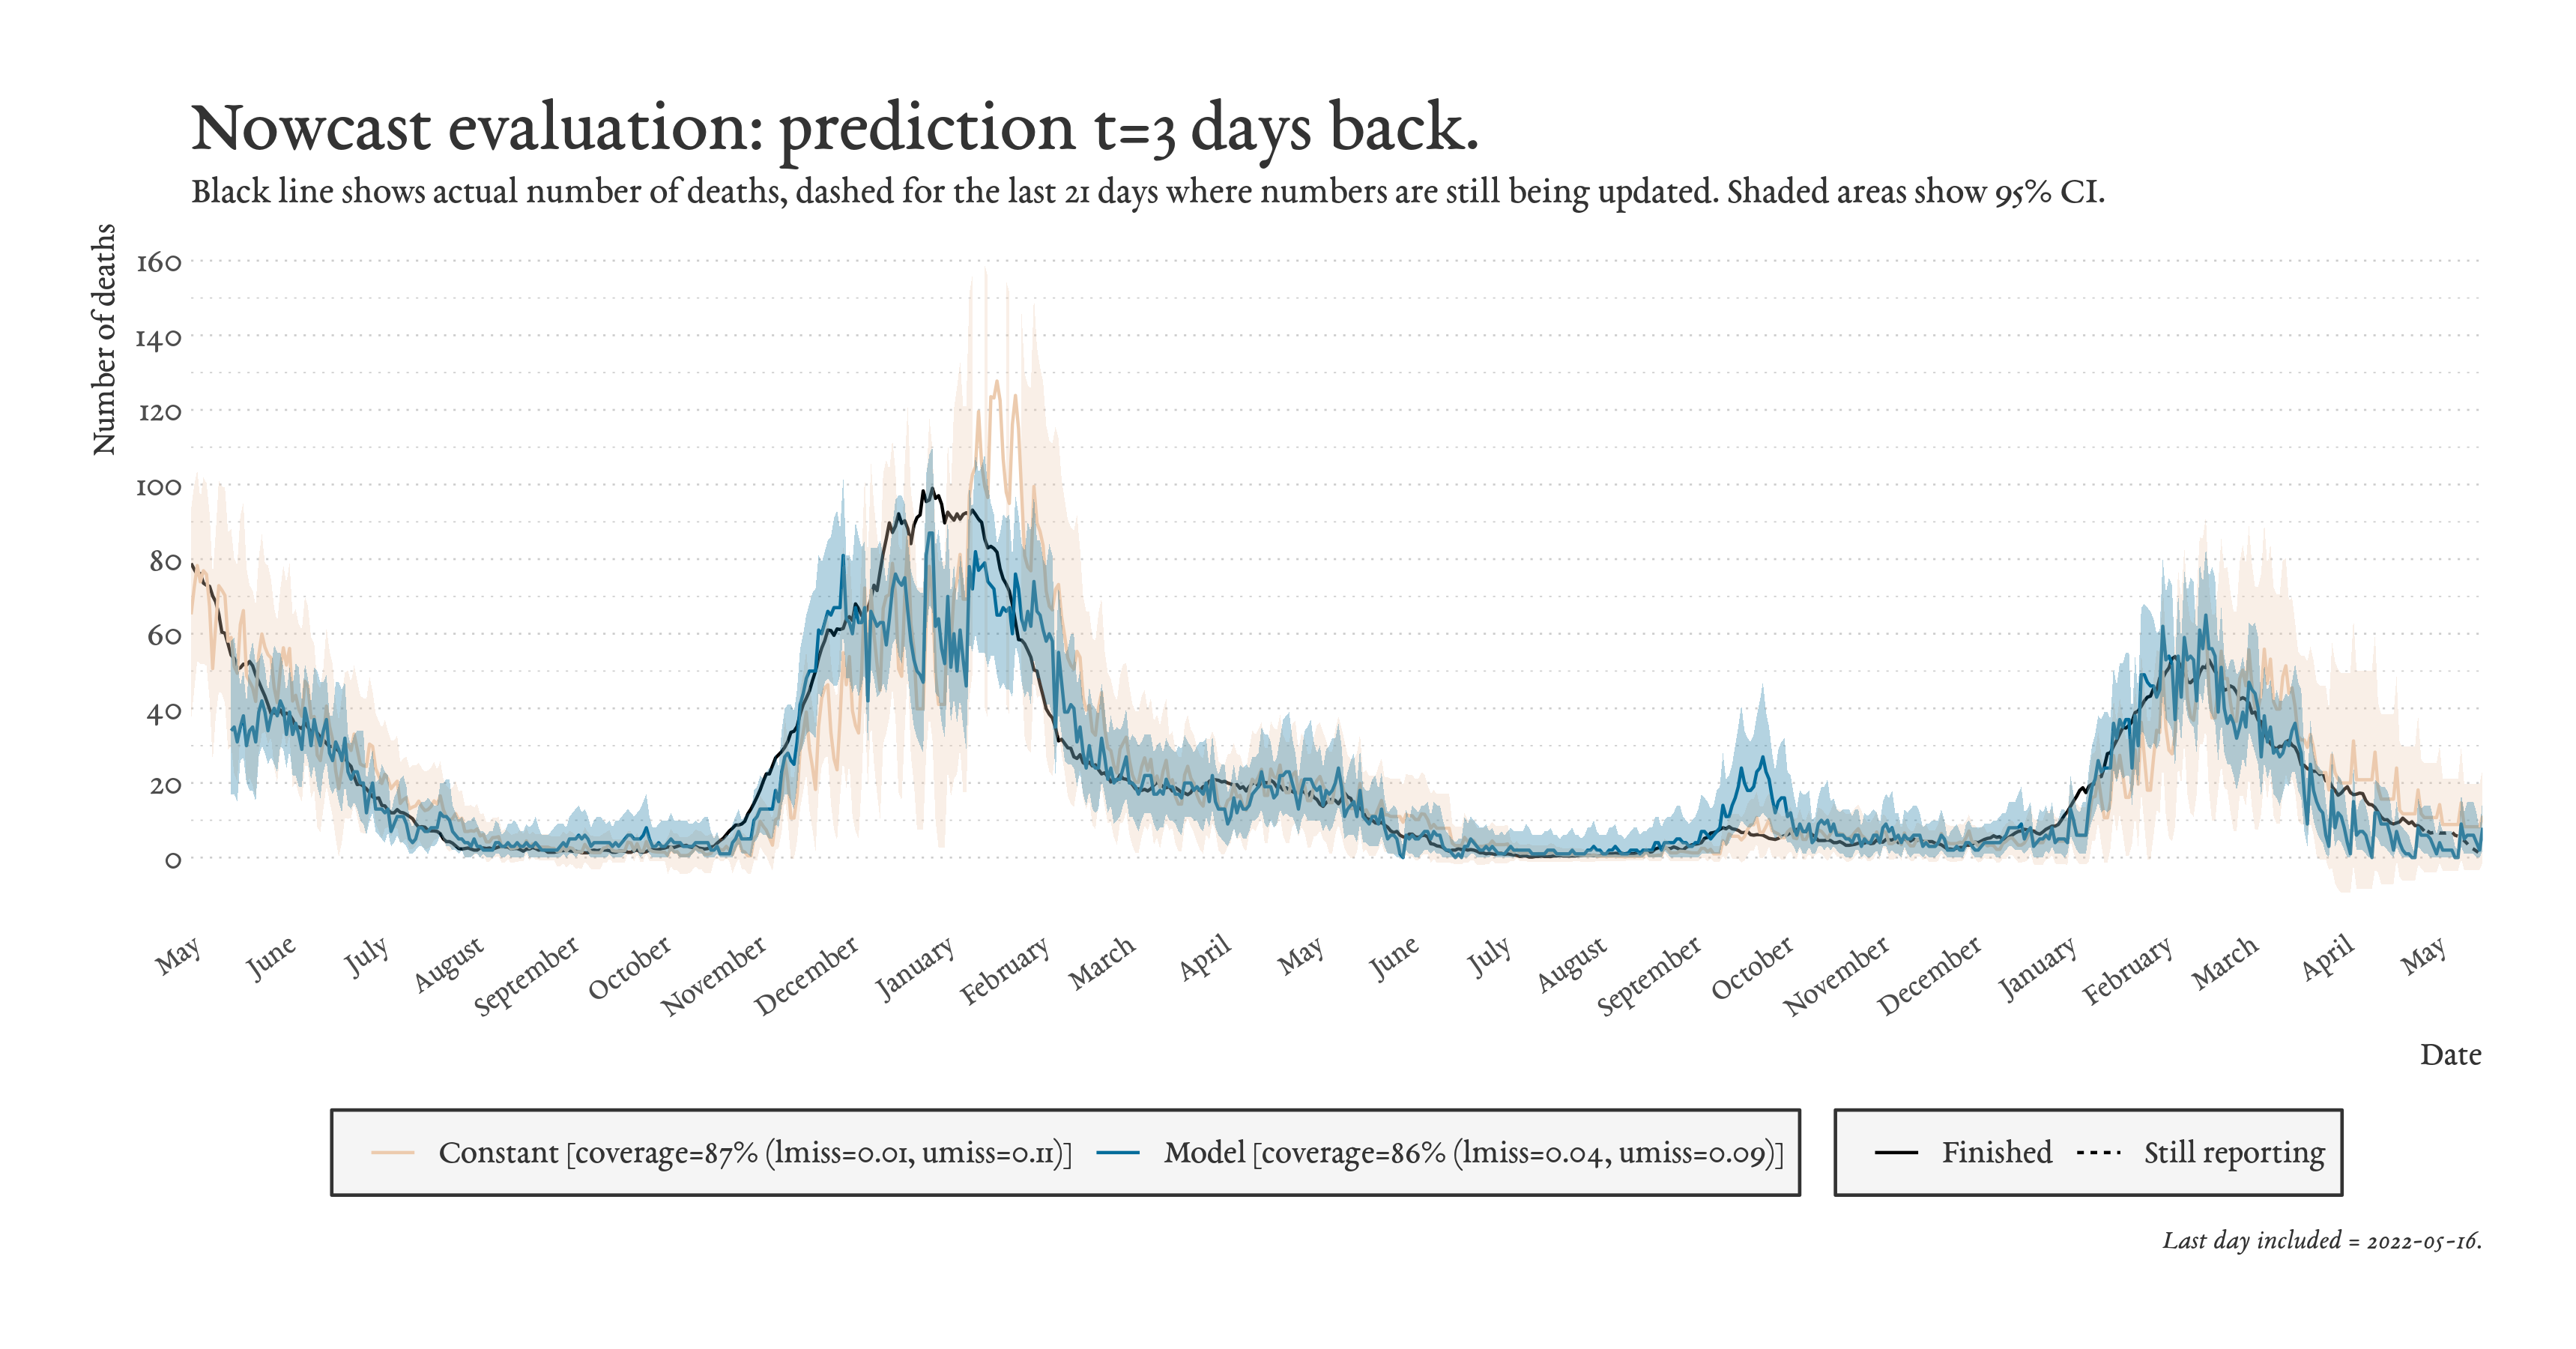 Nowcast evaluation: prediction t=3 days back.
Black line shows actual number of deaths, dashed for the last 21 days where numbers are still being updated. Shaded areas show 95% CI.
Number of deaths
160
140
120
100
80
60
40
20
0
May June July August September October November December January February March April May June July August September October November December January February March April May
Date
Constant [coverage=87% (lmiss=0.01, umiss=0.11)] Model [coverage=86% (lmiss=0.04, umiss=0.09)] Finished Still reporting
Last day included = 2022-05-16.